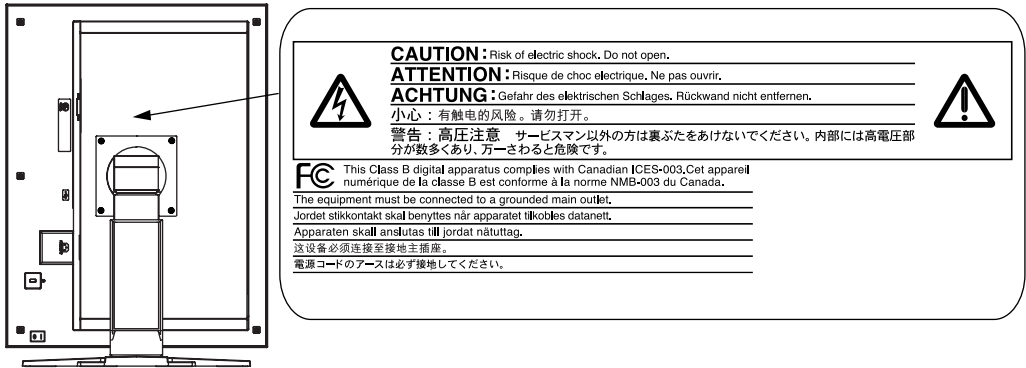 CAUTION : Risk of electric shock. Do not open.
ATTENTION : Risque de choc electrique. Ne pas ouvrir.
ACHTUNG : Gefahr des elektrischen Schlages. Rückwand nicht entfernen.
小心：有触电的风险。请勿打开。
警告：高圧注意　サービスマン以外の方は裏ぶたをあけないでください。内部には高電圧部
分が数多くあり、万一さわると危険です。
FC This Class B digital apparatus complies with Canadian ICES-003.Cet appareil
numérique de la classe B est conforme à la norme NMB-003 du Canada.
The equipment must be connected to a grounded main outlet.
Jordet stikkontakt skal benyttes når apparatet tilkobles datanett.
Apparaten skall anslutas till jordat nätuttag.
这设备必须连接至接地主插座。
電源コードのアースは必ず接地してください。